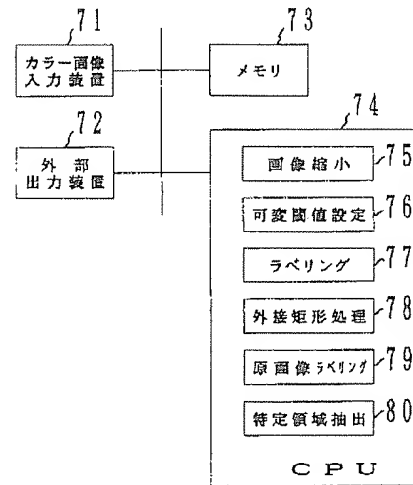 71
カラー画像
入力装置
72
外部
出力装置
73
メモリ
74
画像縮小
75
可変閾値設定
76
ラベリング
77
外接矩形処理
78
原画像ラベリング
79
特定領域抽出
80
CPU